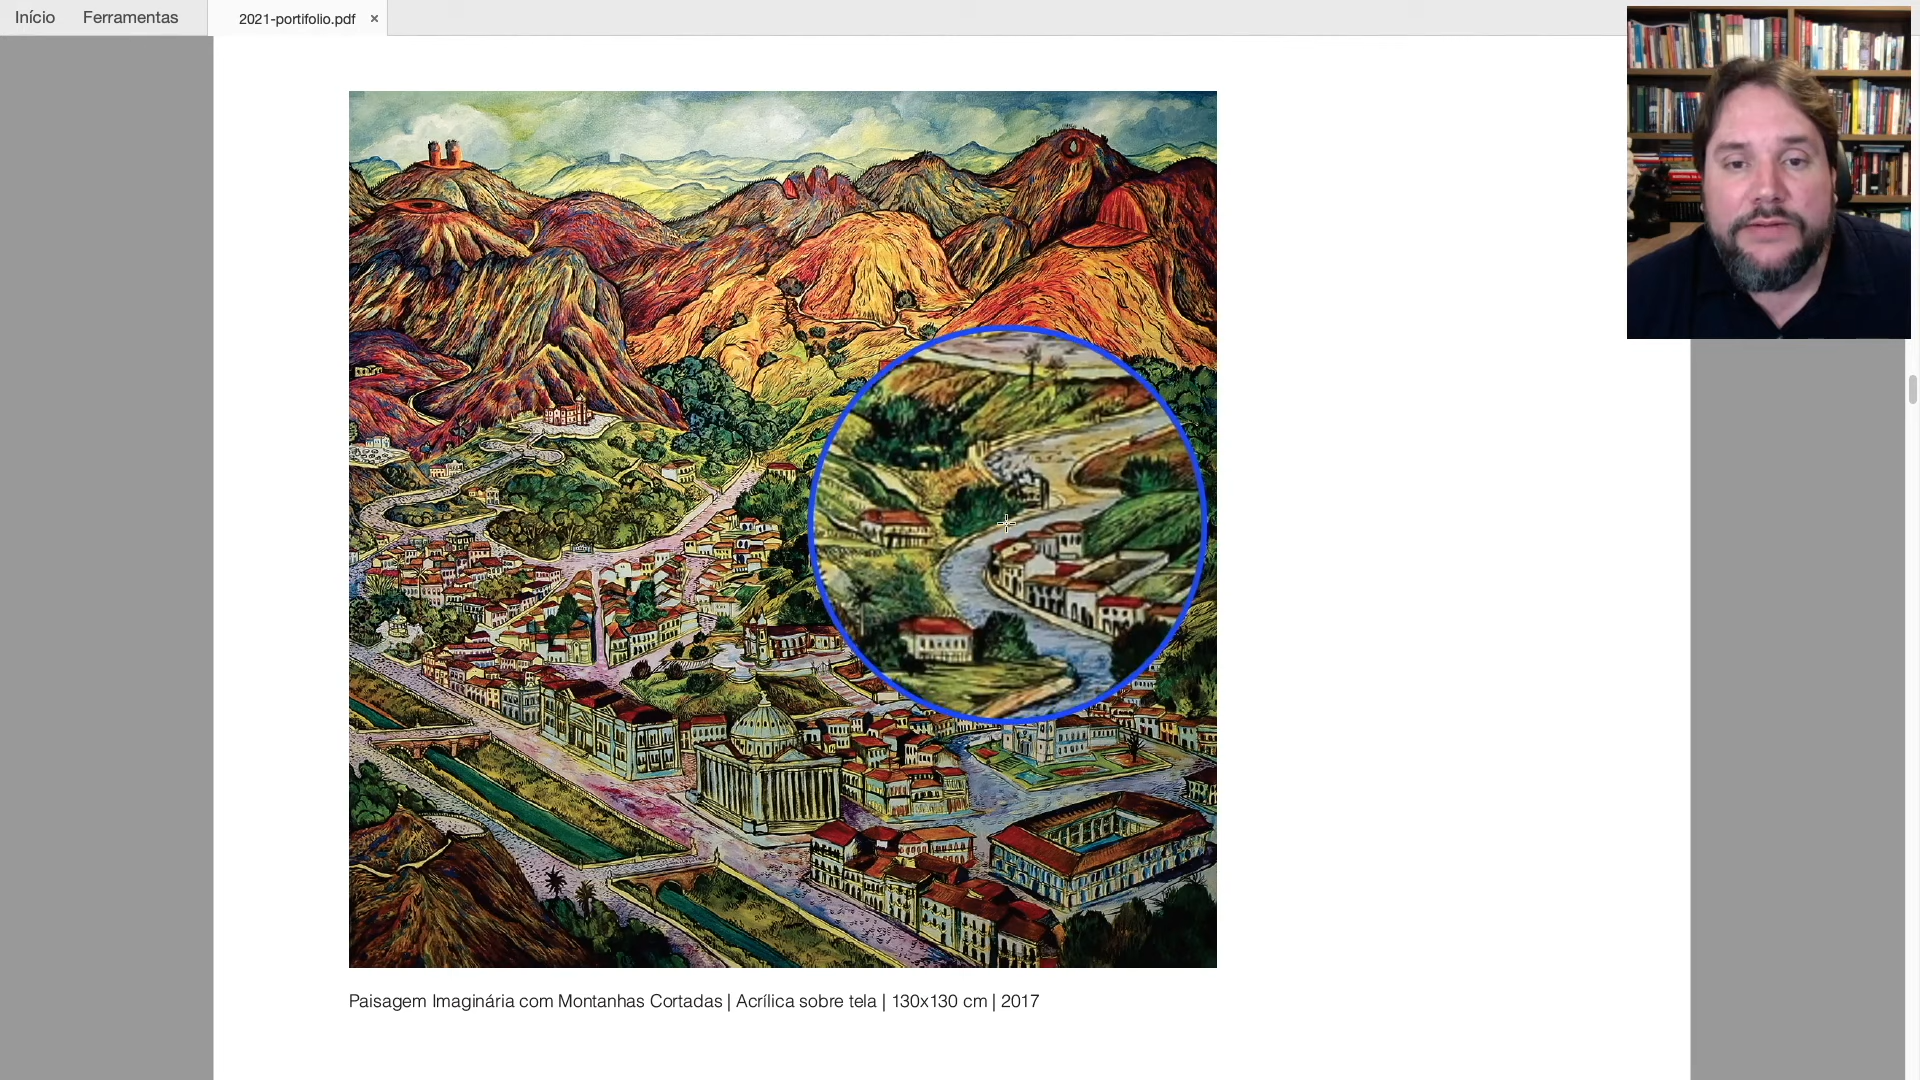 Início Ferramentas 2021-portifolio.pdf ×
Paisagem Imaginária com Montanhas Cortadas | Acrílica sobre tela | 130x130 cm | 2017